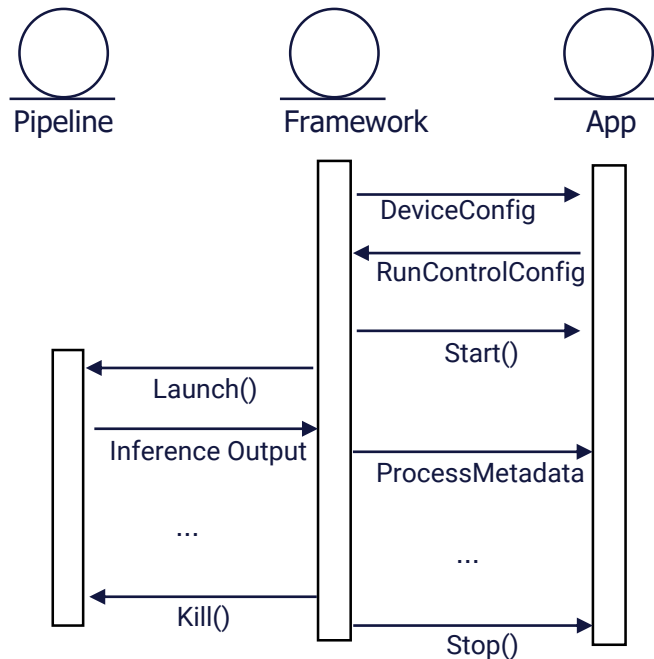 Pipeline Framework App
DeviceConfig
RunControlConfig
Start()
Launch()
Inference Output
ProcessMetadata
...
...
Kill()
Stop()